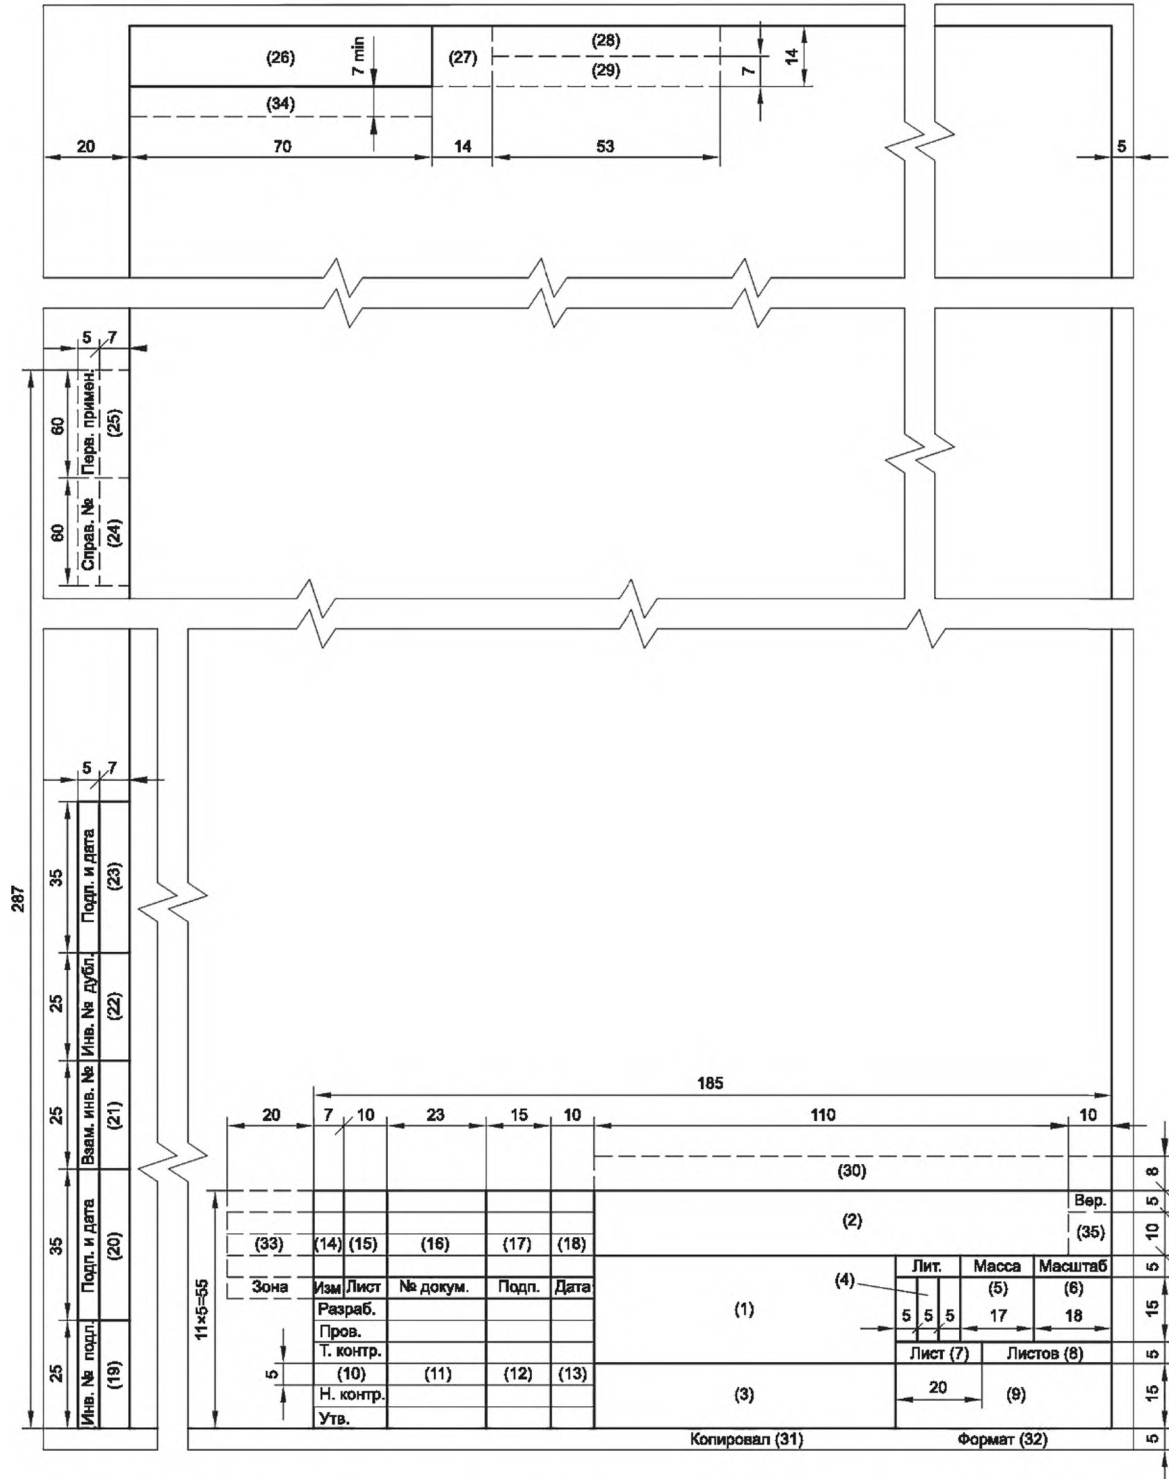 (26) 7 min (27) (28) 14
(29) 7
(34)
20 70 14 53 5
5 7
60 Перв. примен. (25)
60 Справ. № (24)
5 7
287
35 Подп. и дата (23)
25 Инв. № дубл. (22)
25 Взам. инв. № (21)
35 Подп. и дата (20)
25 Инв. № подл. (19)
185
20 7 10 23 15 10 110 10
(30) 8
Вер. 5
(2)
(33) (14) (15) (16) (17) (18) (35) 10
Лит. Масса Масштаб 5
Зона Изм Лист № докум. Подп. Дата (4) (5) (6)
11×5=55
Разраб. (1) 5 5 5 17 18 15
Пров.
Т. контр. Лист (7) Листов (8) 5
5 (10) (11) (12) (13)
Н. контр. (3) 20 (9) 15
Утв.
Копировал (31) Формат (32) 5